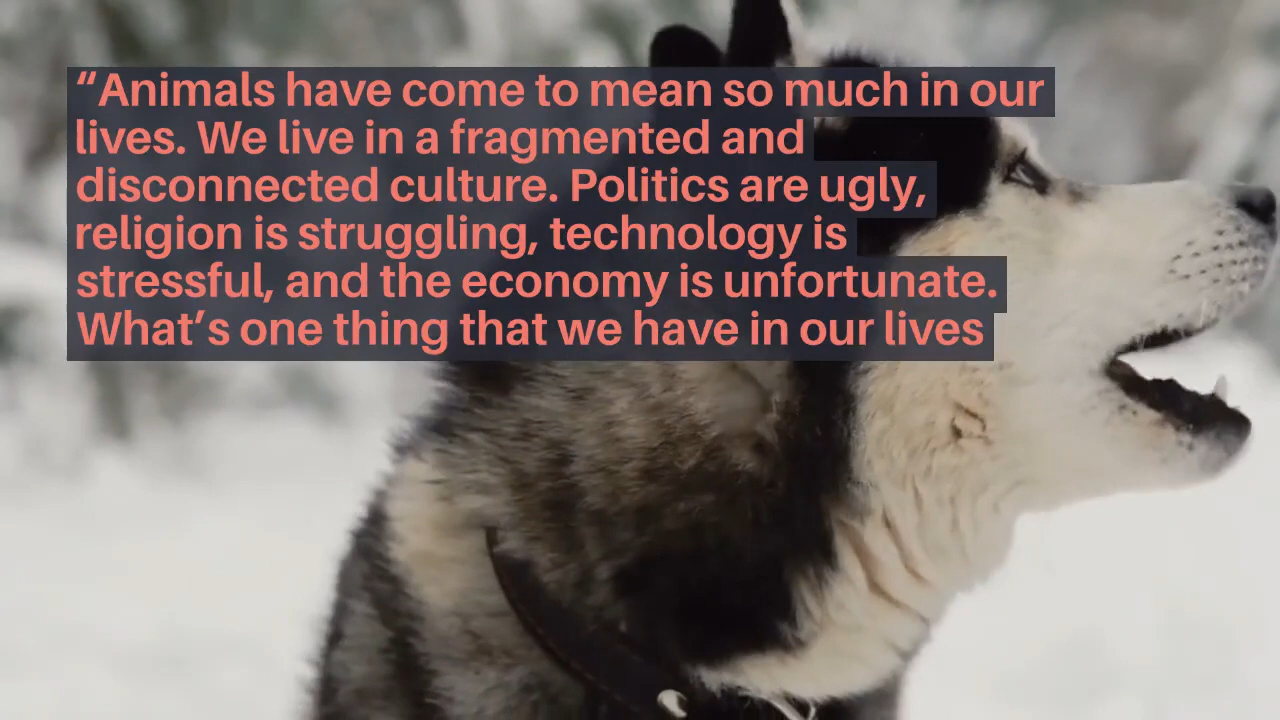 “Animals have come to mean so much in our
lives. We live in a fragmented and
disconnected culture. Politics are ugly,
religion is struggling, technology is
stressful, and the economy is unfortunate.
What’s one thing that we have in our lives